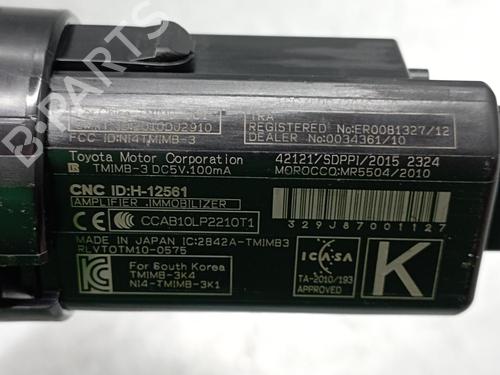 FCC ID:NI4TMIMB-3
TRA
REGISTERED No:ER0081327/12
DEALER No:0034361/10
Toyota Motor Corporation
TMIMB-3 DC5V.100mA
42121/SDPPI/2015 2324
MOROCCO:MR5504/2010
CNC ID:H-12561
AMPLIFIER .IMMOBILIZER
CCAB10LP2210T1
329J87001127
MADE IN JAPAN IC:2842A-TMIMB3
RLVTOTM10-0575
For South Korea
TMIMB-3K4
NI4-TMIMB-3K1
ICASA
TA-2010/193
APPROVED
K
B-Parts